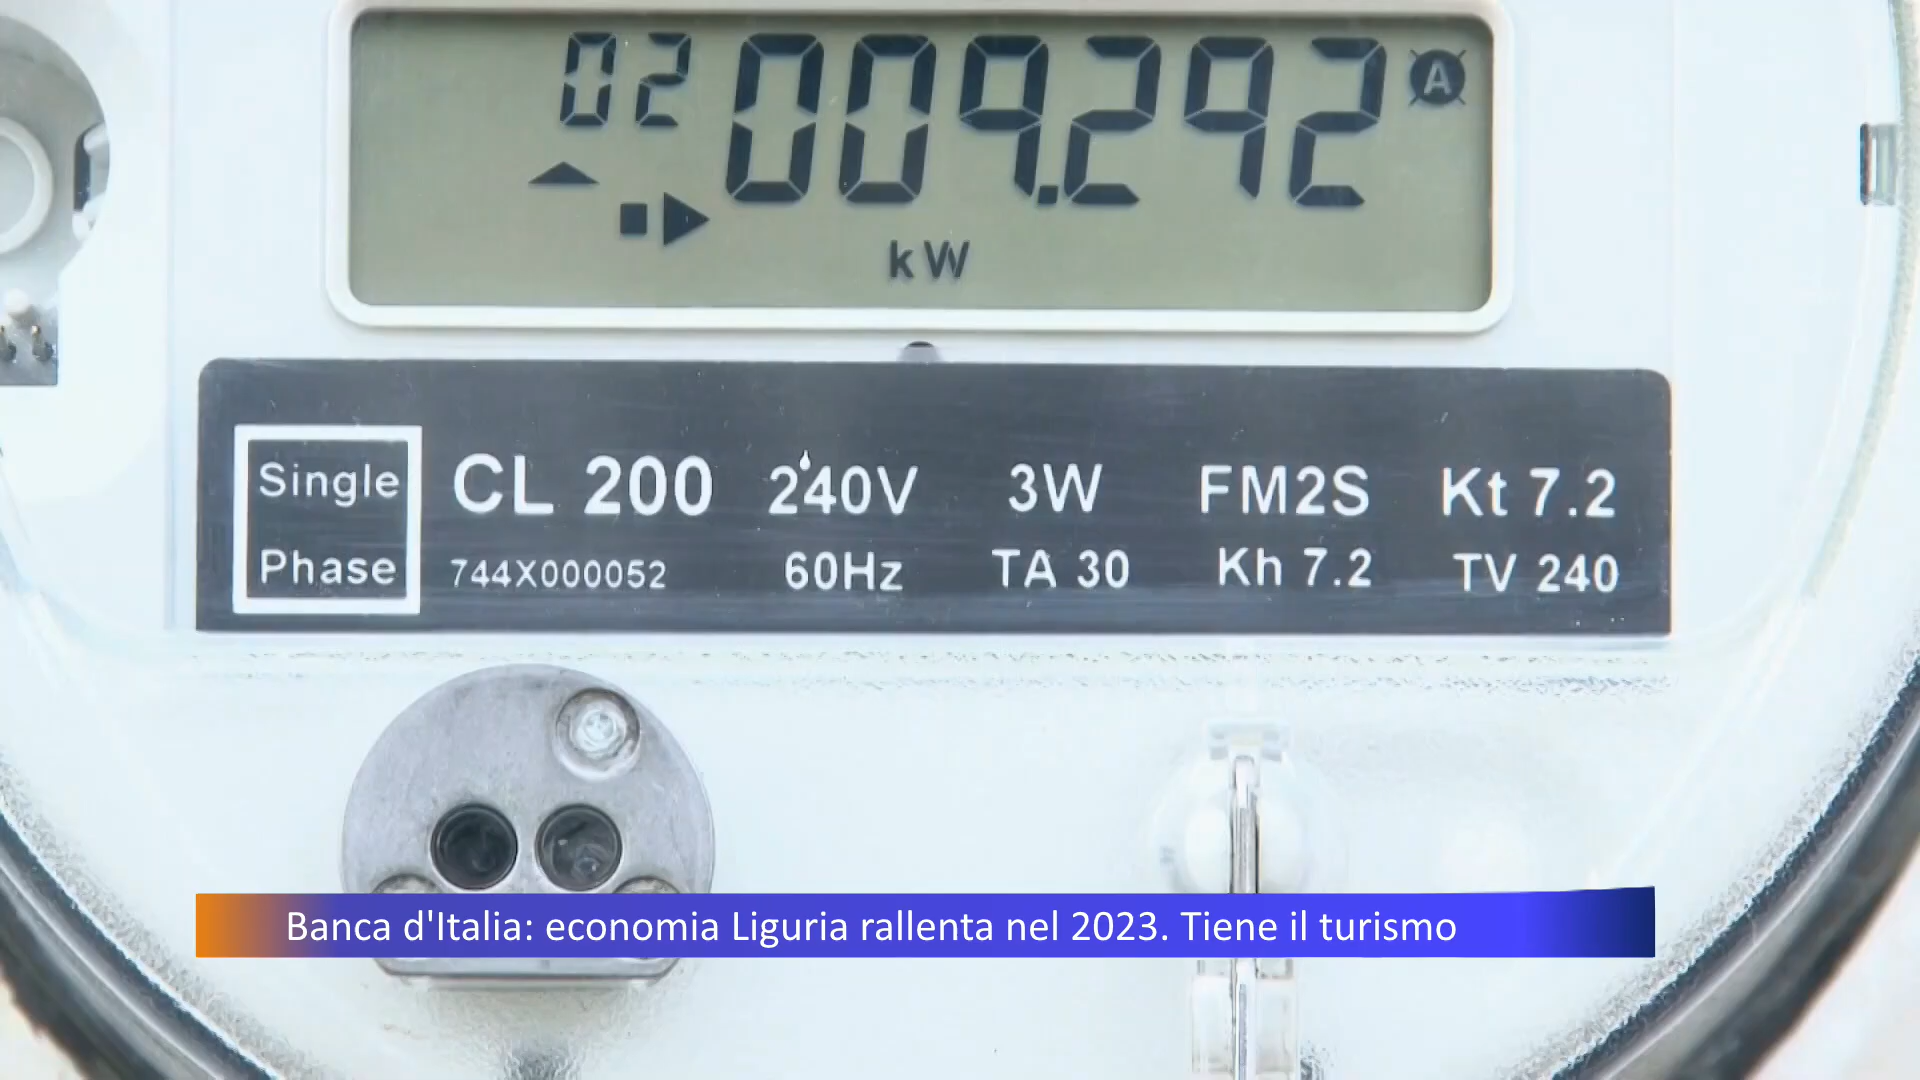 02 009.292 A
kW
Single Phase
CL 200 240V 3W FM2S Kt 7.2
744X000052 60Hz TA 30 Kh 7.2 TV 240
Banca d'Italia: economia Liguria rallenta nel 2023. Tiene il turismo